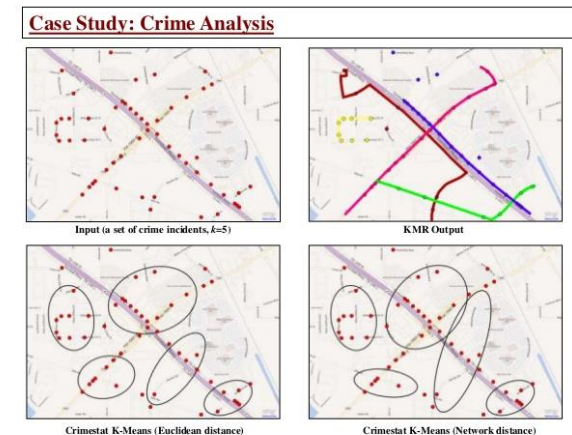 Case Study: Crime Analysis
Input (a set of crime incidents, k=5)
KMR Output
Crimestat K-Means (Euclidean distance)
Crimestat K-Means (Network distance)